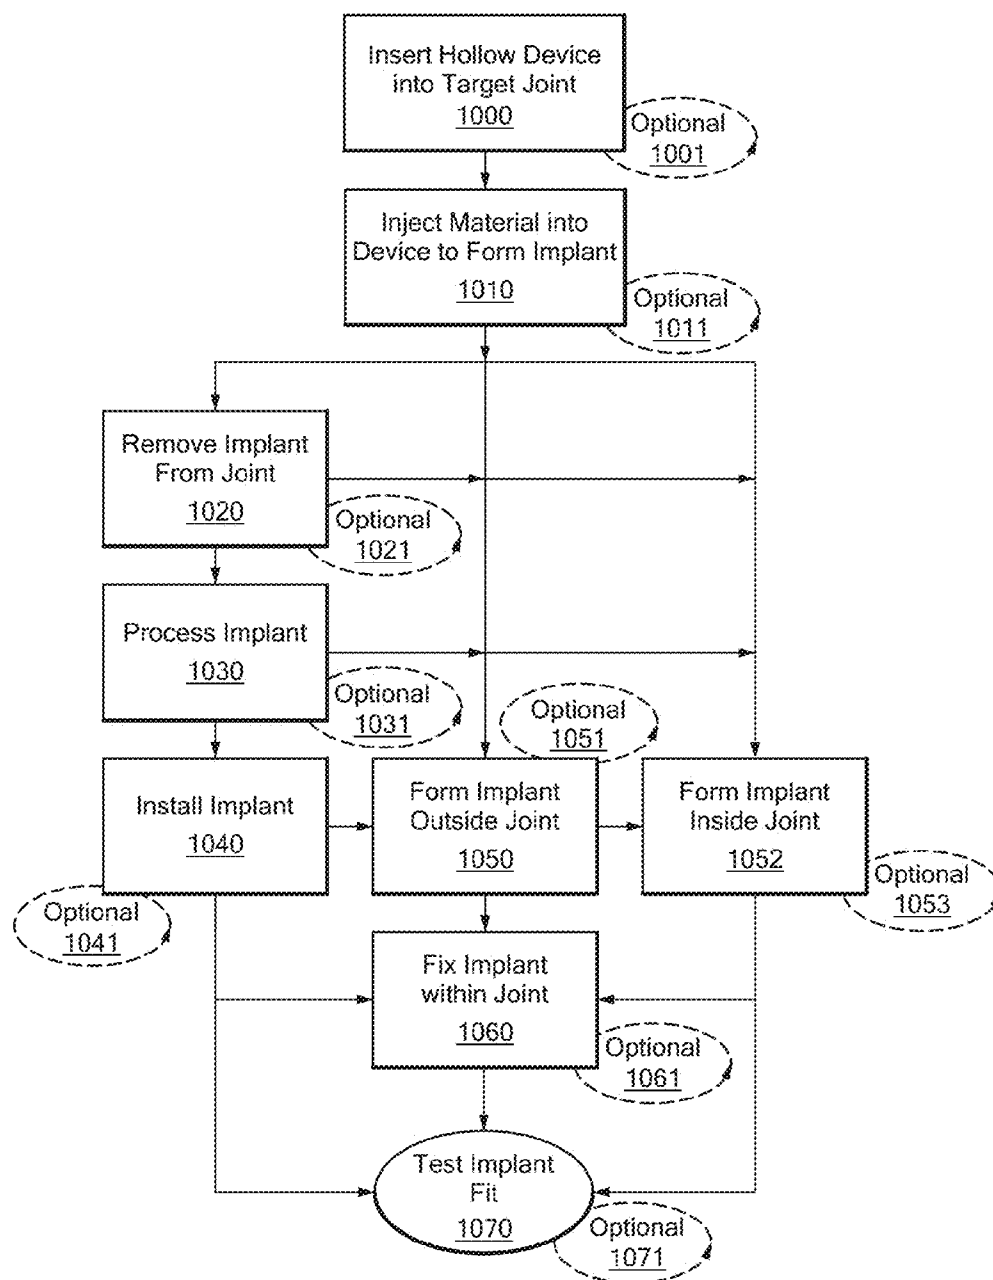 Insert Hollow Device
into Target Joint
1000
Optional
1001
Inject Material into
Device to Form Implant
1010
Optional
1011
Remove Implant
From Joint
1020
Optional
1021
Process Implant
1030
Optional
1031
Optional
1051
Install Implant
1040
Optional
1041
Form Implant
Outside Joint
1050
Form Implant
Inside Joint
1052
Optional
1053
Fix Implant
within Joint
1060
Optional
1061
Test Implant
Fit
1070
Optional
1071